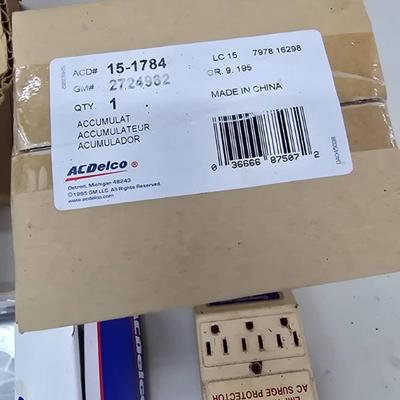 ACD# 15-1784
GM# 2724982
QTY. 1
ACCUMULAT
ACCUMULATEUR
ACUMULADOR
LC 15 7978 16298
GR. 9.195
MADE IN CHINA
0 36666 87507 2
ACDelco ®
Detroit, Michigan 48243
©1995 GM LLC. All Rights Reserved.
acdelco.com
ACDelco
AC SURGE PROTECTOR